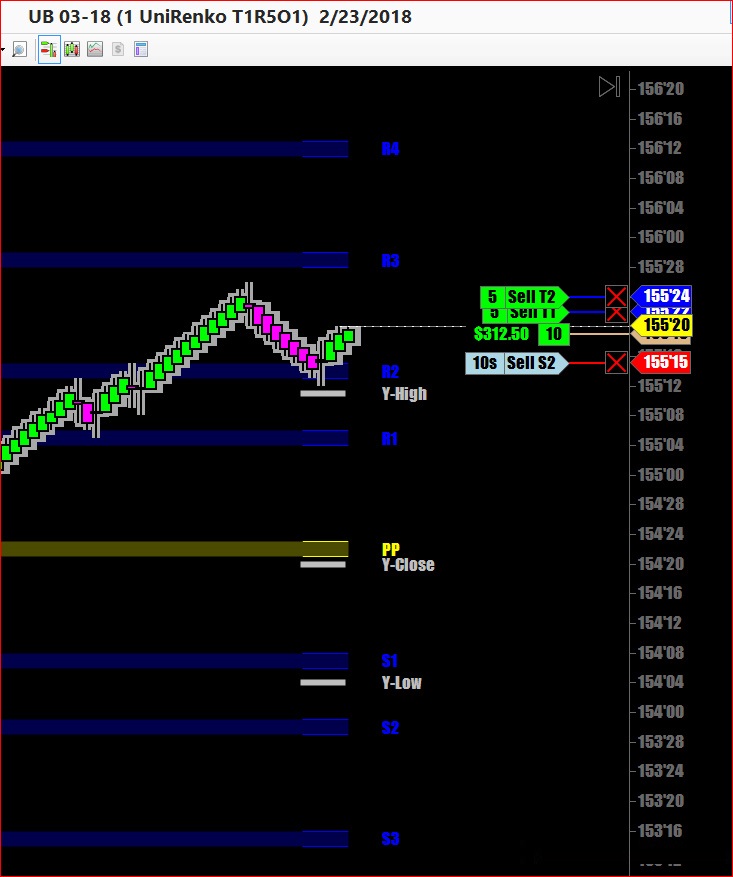 UB 03-18 (1 UniRenko T1R5O1) 2/23/2018
156'20
156'16
R4 156'12
156'08
156'04
156'00
R3 155'28
5 Sell T2 155'24
5 Sell T1 155'22
$312.50 10 155'20
10s Sell S2 155'15
R2
Y-High 155'12
155'08
R1 155'04
155'00
154'28
154'24
PP
Y-Close 154'20
154'16
154'12
S1 154'08
Y-Low 154'04
S2 154'00
153'28
153'24
153'20
S3 153'16